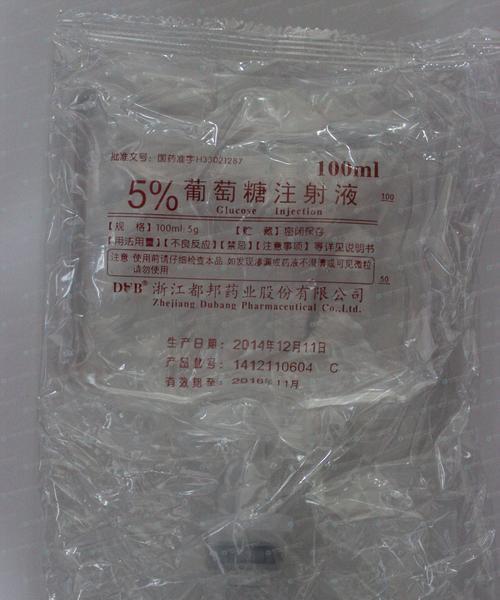 批准文号：国药准字H33021287
100ml
5%葡萄糖注射液
Glucose Injection
100
【规 格】100ml:5g 【贮 藏】密闭保存
【用法用量】【不良反应】【禁忌】【注意事项】等详见说明书
注意：使用前请仔细检查本品,如发现渗漏或药液不澄清或可见微粒
请勿使用
50
DFB® 浙江都邦药业股份有限公司
Zhejiang Dubang Pharmaceutical Co.,Ltd.
生产日期：2014年12月11日
产品批号：1412110604 C
有效期至：2016年11月